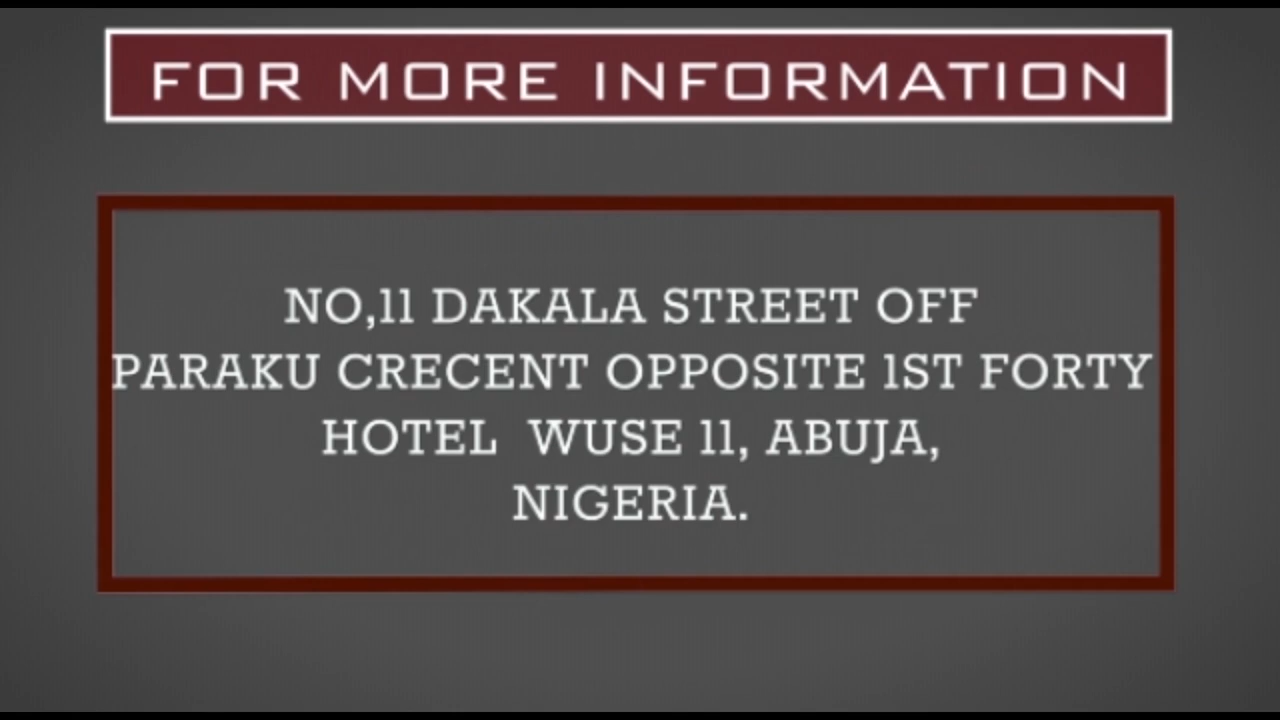 FOR MORE INFORMATION
NO,11 DAKALA STREET OFF
PARAKU CRECENT OPPOSITE 1ST FORTY
HOTEL WUSE 11, ABUJA,
NIGERIA.